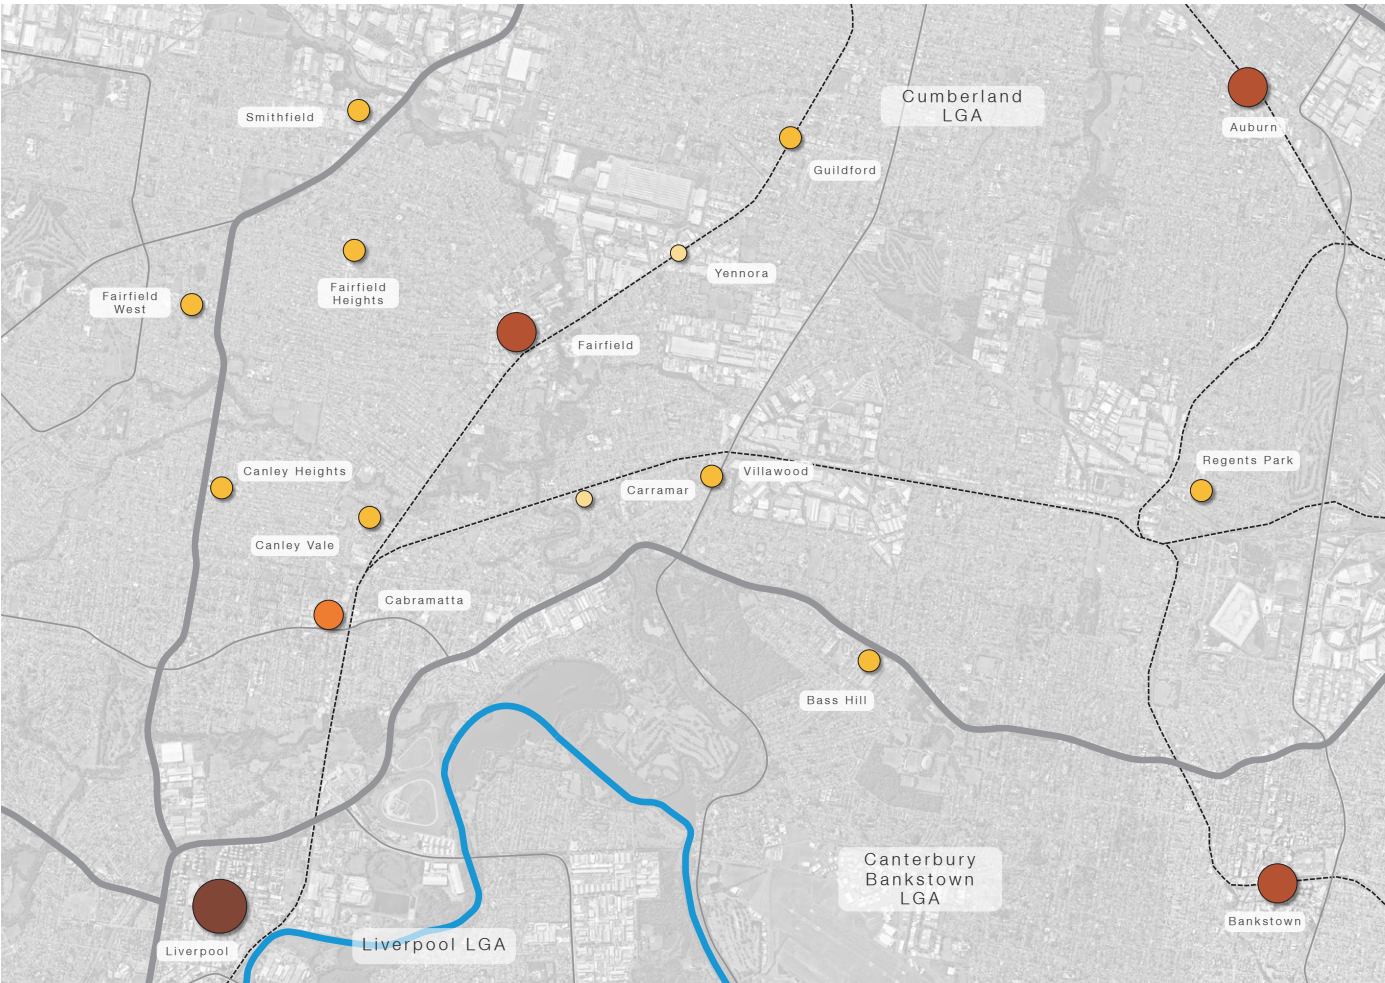 Cumberland
LGA
Smithfield
Auburn
Guildford
Yennora
Fairfield
Heights
Fairfield
West
Fairfield
Regents Park
Canley Heights
Villawood
Carramar
Canley Vale
Cabramatta
Bass Hill
Canterbury
Bankstown
LGA
Bankstown
Liverpool LGA
Liverpool